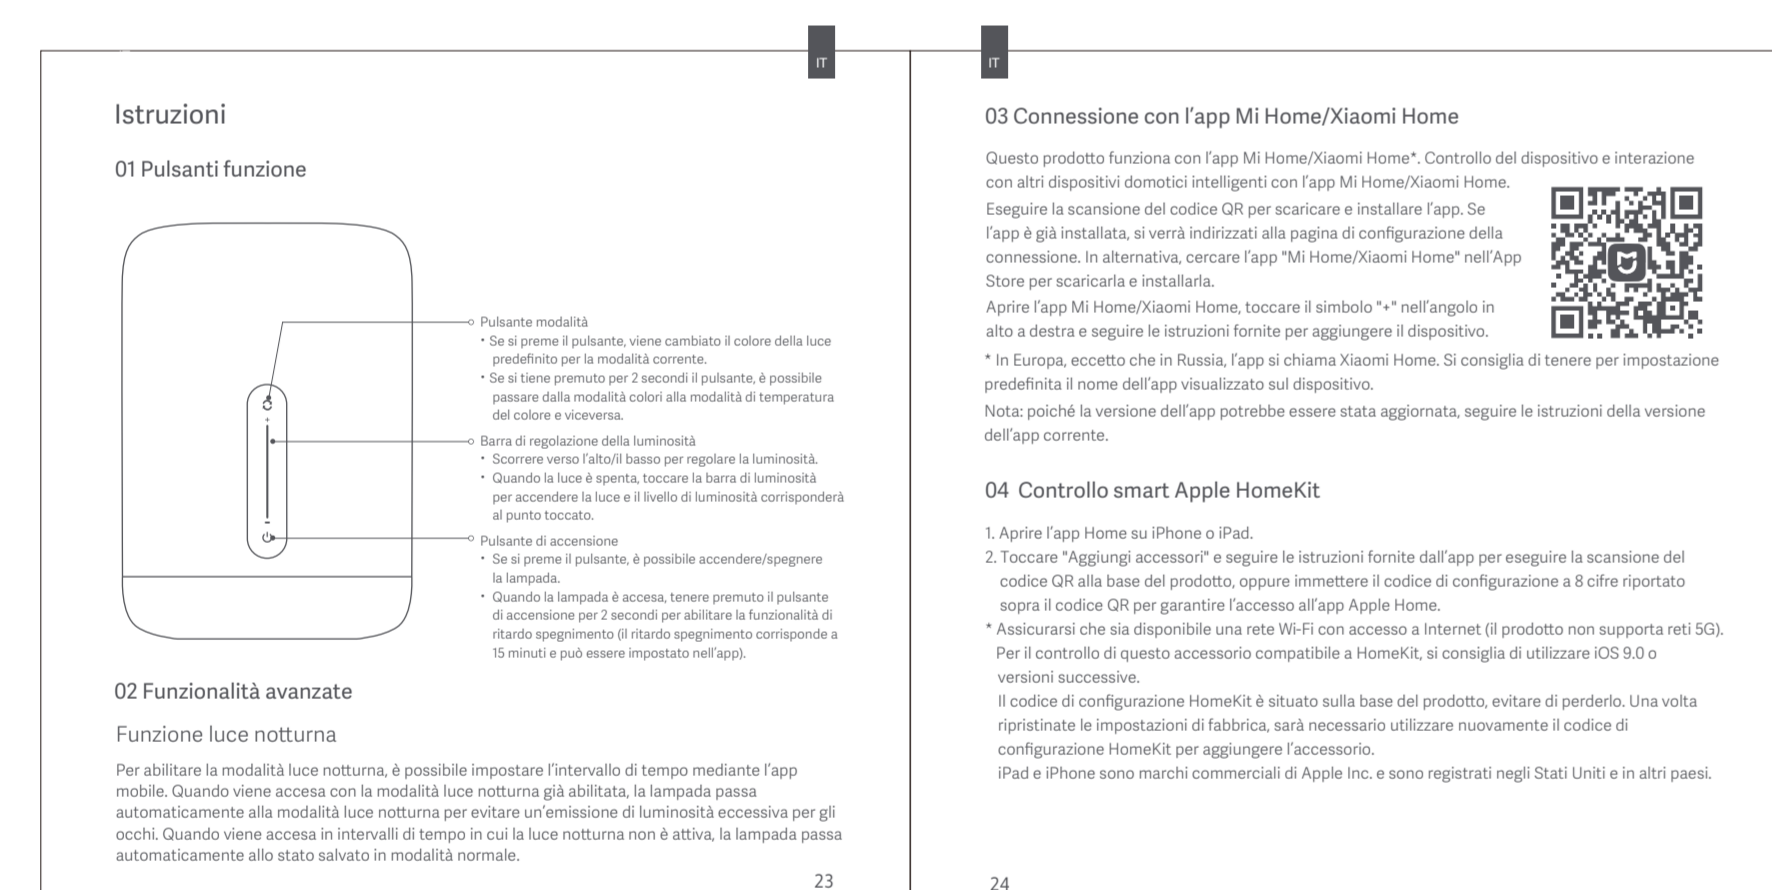 IT
Istruzioni
01 Pulsanti funzione
Pulsante modalità
• Se si preme il pulsante, viene cambiato il colore della luce
predefinito per la modalità corrente.
• Se si tiene premuto per 2 secondi il pulsante, è possibile
passare dalla modalità colori alla modalità di temperatura
del colore e viceversa.
Barra di regolazione della luminosità
• Scorrere verso l'alto/il basso per regolare la luminosità.
• Quando la luce è spenta, toccare la barra di luminosità
per accendere la luce e il livello di luminosità corrisponderà
al punto toccato.
Pulsante di accensione
• Se si preme il pulsante, è possibile accendere/spegnere
la lampada.
• Quando la lampada è accesa, tenere premuto il pulsante
di accensione per 2 secondi per abilitare la funzionalità di
ritardo spegnimento (il ritardo spegnimento corrisponde a
15 minuti e può essere impostato nell'app).
02 Funzionalità avanzate
Funzione luce notturna
Per abilitare la modalità luce notturna, è possibile impostare l'intervallo di tempo mediante l'app
mobile. Quando viene accesa con la modalità luce notturna già abilitata, la lampada passa
automaticamente alla modalità luce notturna per evitare un'emissione di luminosità eccessiva per gli
occhi. Quando viene accesa in intervalli di tempo in cui la luce notturna non è attiva, la lampada passa
automaticamente allo stato salvato in modalità normale.
23
IT
03 Connessione con l'app Mi Home/Xiaomi Home
Questo prodotto funziona con l'app Mi Home/Xiaomi Home*. Controllo del dispositivo e interazione
con altri dispositivi domotici intelligenti con l'app Mi Home/Xiaomi Home.
Eseguire la scansione del codice QR per scaricare e installare l'app. Se
l'app è già installata, si verrà indirizzati alla pagina di configurazione della
connessione. In alternativa, cercare l'app "Mi Home/Xiaomi Home" nell'App
Store per scaricarla e installarla.
Aprire l'app Mi Home/Xiaomi Home, toccare il simbolo "+" nell'angolo in
alto a destra e seguire le istruzioni fornite per aggiungere il dispositivo.
* In Europa, eccetto che in Russia, l'app si chiama Xiaomi Home. Si consiglia di tenere per impostazione
predefinita il nome dell'app visualizzato sul dispositivo.
Nota: poiché la versione dell'app potrebbe essere stata aggiornata, seguire le istruzioni della versione
dell'app corrente.
04 Controllo smart Apple HomeKit
1. Aprire l'app Home su iPhone o iPad.
2. Toccare "Aggiungi accessori" e seguire le istruzioni fornite dall'app per eseguire la scansione del
codice QR alla base del prodotto, oppure immettere il codice di configurazione a 8 cifre riportato
sopra il codice QR per garantire l'accesso all'app Apple Home.
* Assicurarsi che sia disponibile una rete Wi-Fi con accesso a Internet (il prodotto non supporta reti 5G).
Per il controllo di questo accessorio compatibile a HomeKit, si consiglia di utilizzare iOS 9.0 o
versioni successive.
Il codice di configurazione HomeKit è situato sulla base del prodotto, evitare di perderlo. Una volta
ripristinate le impostazioni di fabbrica, sarà necessario utilizzare nuovamente il codice di
configurazione HomeKit per aggiungere l'accessorio.
iPad e iPhone sono marchi commerciali di Apple Inc. e sono registrati negli Stati Uniti e in altri paesi.
24